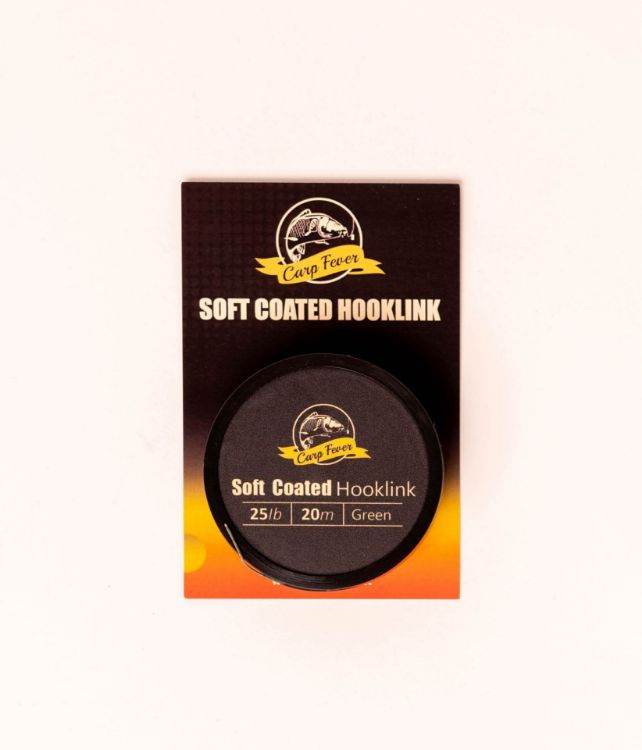 Carp Fever
SOFT COATED HOOKLINK
Carp Fever
Soft Coated Hooklink
25lb 20m Green